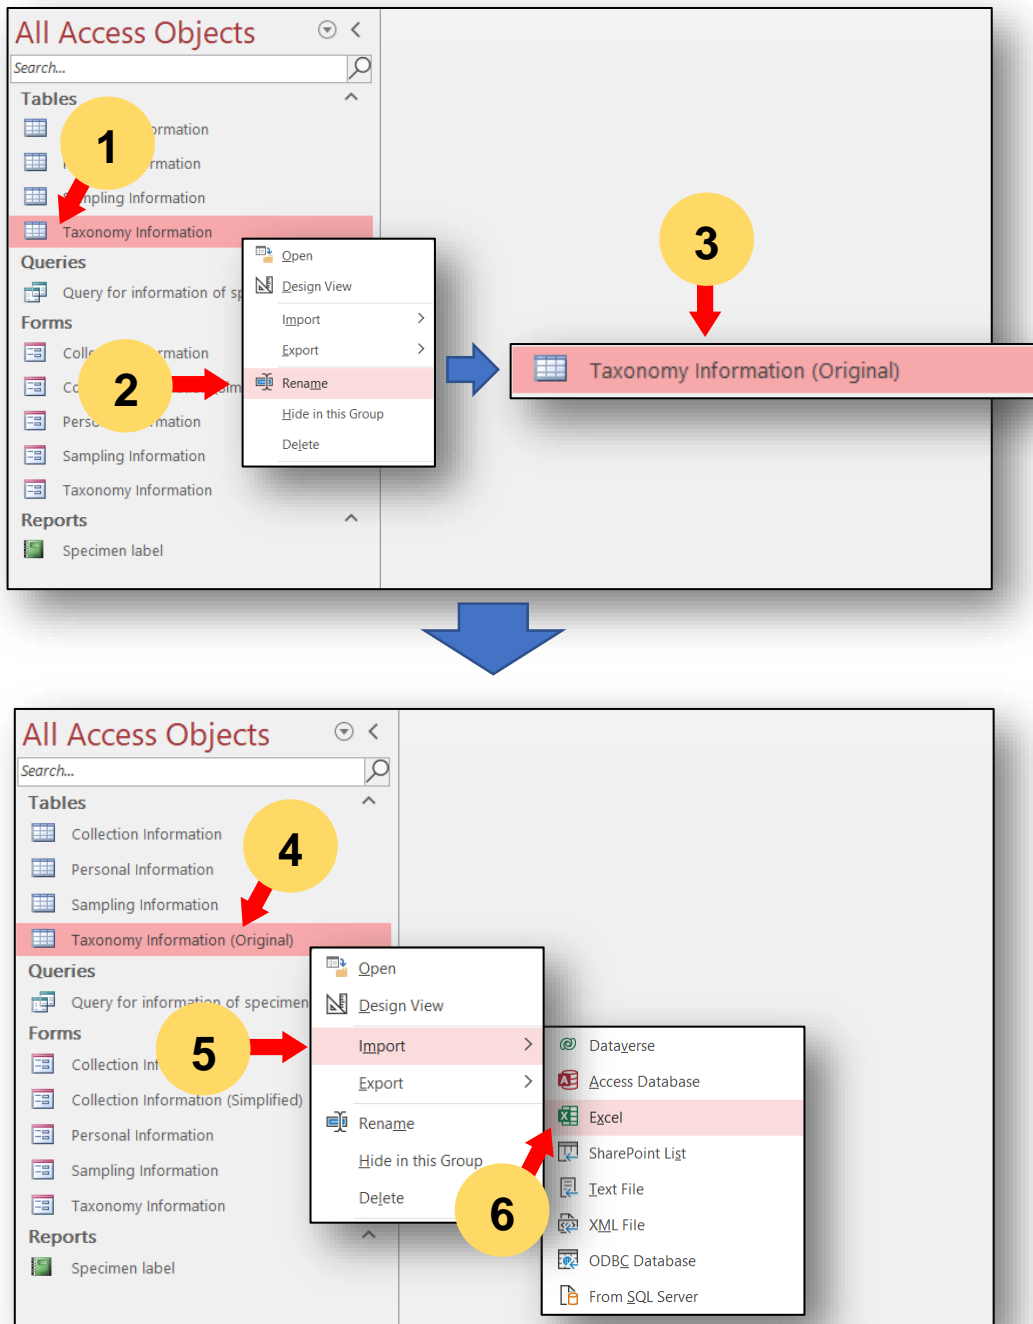 All Access Objects
Search...
Tables
1
ormation
rmation
mpling Information
Taxonomy Information
Queries
Query for information of sp
Forms
Colle rmation
2
Co im
Perso mation
Sampling Information
Taxonomy Information
Reports
Specimen label
Open
Design View
Import
Export
Rename
Hide in this Group
Delete
3
Taxonomy Information (Original)
All Access Objects
Search...
Tables
Collection Information
4
Personal Information
Sampling Information
Taxonomy Information (Original)
Queries
Query for information of specimen
Forms
5
Collection Inf
Collection Information (Simplified)
Personal Information
Sampling Information
Taxonomy Information
Reports
Specimen label
Open
Design View
Import
Export
Rename
Hide in this Group
Delete
6
Dataverse
Access Database
Excel
SharePoint List
Text File
XML File
ODBC Database
From SQL Server